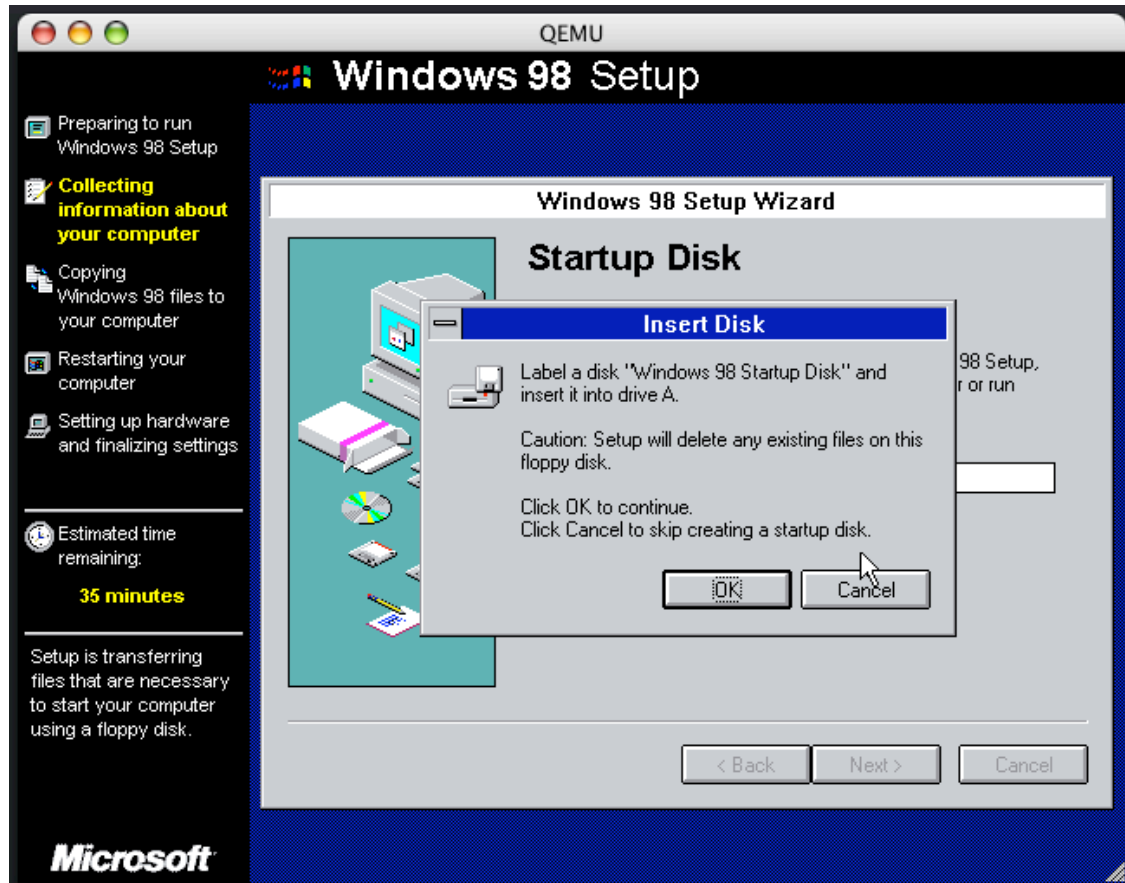 QEMU
Windows 98 Setup
Preparing to run
Windows 98 Setup
Collecting
information about
your computer
Copying
Windows 98 files to
your computer
Restarting your
computer
Setting up hardware
and finalizing settings
Estimated time
remaining:
35 minutes
Setup is transferring
files that are necessary
to start your computer
using a floppy disk.
Microsoft
Windows 98 Setup Wizard
Startup Disk
98 Setup,
r or run
Insert Disk
Label a disk "Windows 98 Startup Disk" and
insert it into drive A.
Caution: Setup will delete any existing files on this
floppy disk.
Click OK to continue.
Click Cancel to skip creating a startup disk.
OK
Cancel
< Back
Next >
Cancel